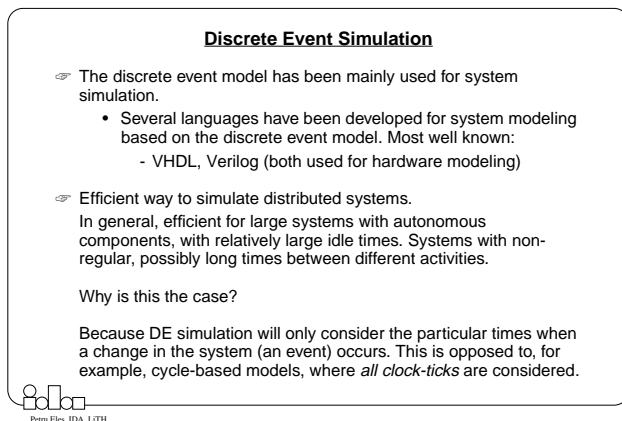 Discrete Event Simulation
☞ The discrete event model has been mainly used for system
simulation.
• Several languages have been developed for system modeling
based on the discrete event model. Most well known:
- VHDL, Verilog (both used for hardware modeling)
☞ Efficient way to simulate distributed systems.
In general, efficient for large systems with autonomous
components, with relatively large idle times. Systems with non-
regular, possibly long times between different activities.
Why is this the case?
Because DE simulation will only consider the particular times when
a change in the system (an event) occurs. This is opposed to, for
example, cycle-based models, where all clock-ticks are considered.
Petru Eles, IDA, LiTH